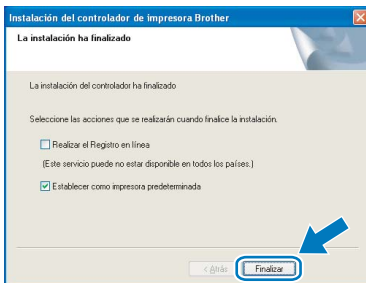 Instalación del controlador de impresora Brother
La instalación ha finalizado
La instalación del controlador ha finalizado
Seleccione las acciones que se realizarán cuando finalice la instalación.
Realizar el Registro en línea
(Este servicio puede no estar disponible en todos los países.)
Establecer como impresora predeterminada
< Atrás Finalizar